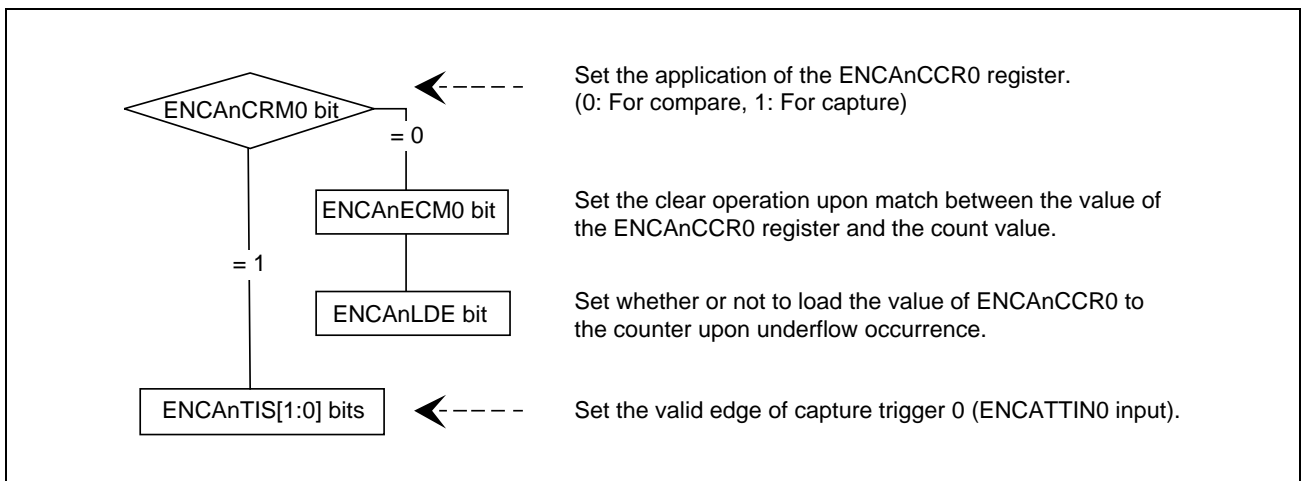 ENCAnCRM0 bit
Set the application of the ENCAnCCR0 register.
(0: For compare, 1: For capture)
= 0
ENCAnECM0 bit
Set the clear operation upon match between the value of
the ENCAnCCR0 register and the count value.
= 1
ENCAnLDE bit
Set whether or not to load the value of ENCAnCCR0 to
the counter upon underflow occurrence.
ENCAnTIS[1:0] bits
Set the valid edge of capture trigger 0 (ENCATTIN0 input).